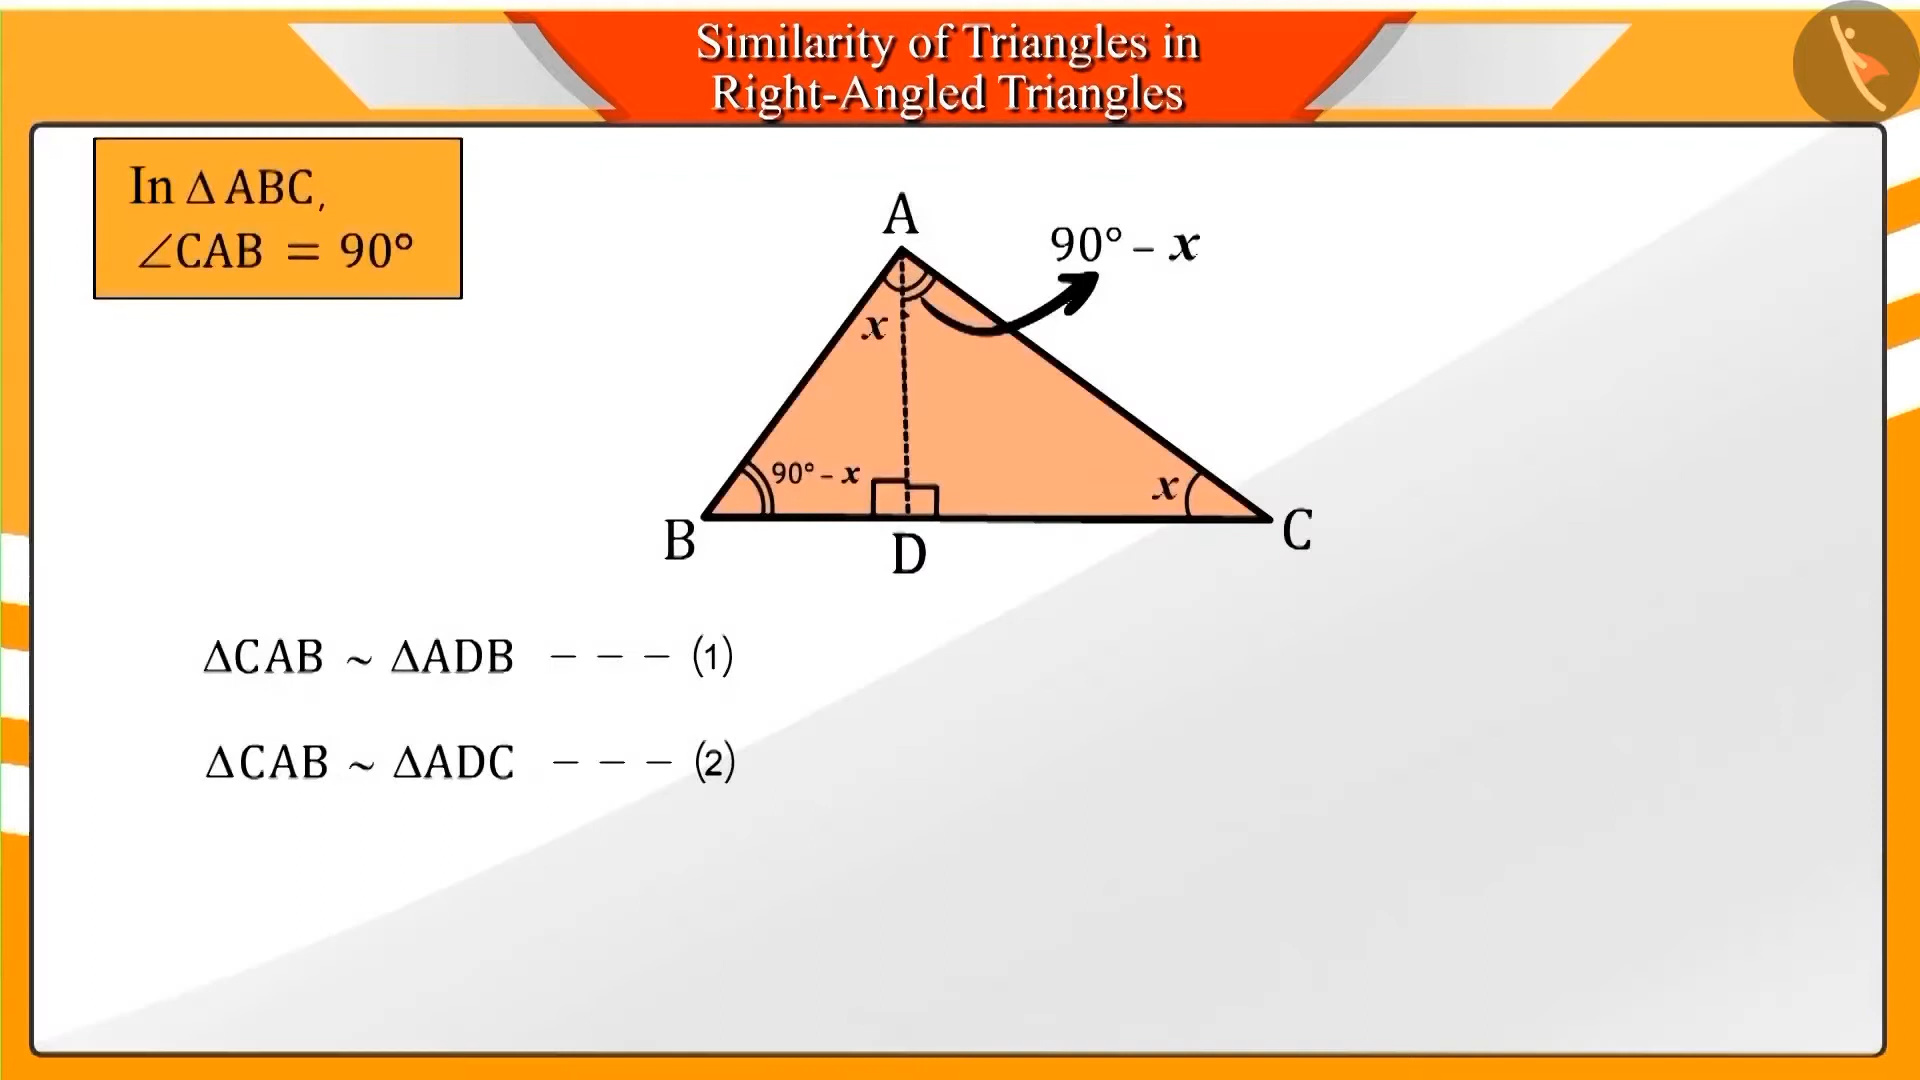 Similarity of Triangles in
Right-Angled Triangles
In Δ ABC,
∠CAB = 90°
A
90° – x
x
90° – x
x
B
D
C
ΔCAB ~ ΔADB – – – (1)
ΔCAB ~ ΔADC – – – (2)